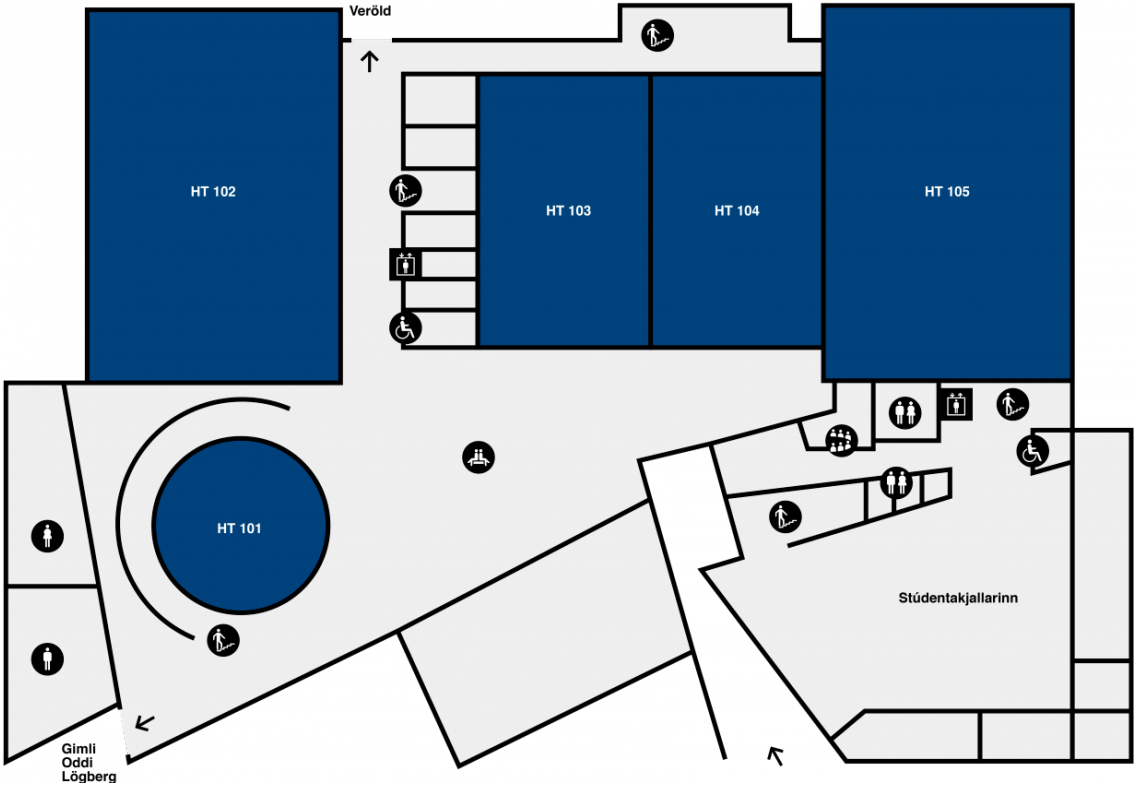 Veröld
HT 102
HT 103
HT 104
HT 105
HT 101
Stúdentakjallarinn
Gimli
Oddi
Lögberg